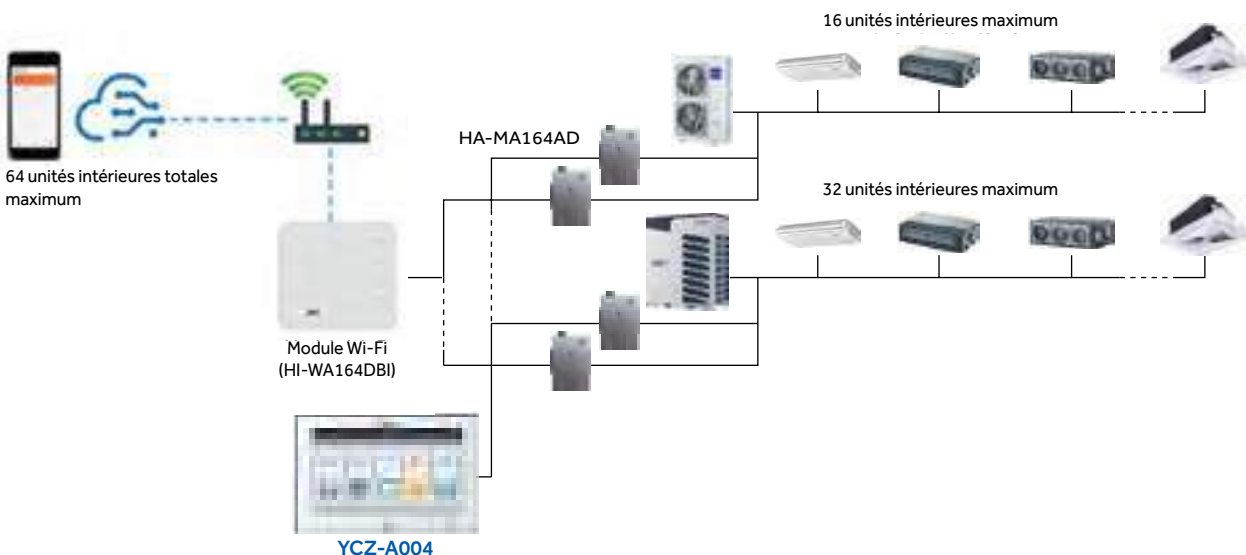 16 unités intérieures maximum
HA-MA164AD
64 unités intérieures totales
maximum
32 unités intérieures maximum
Module Wi-Fi
(HI-WA164DBI)
YCZ-A004